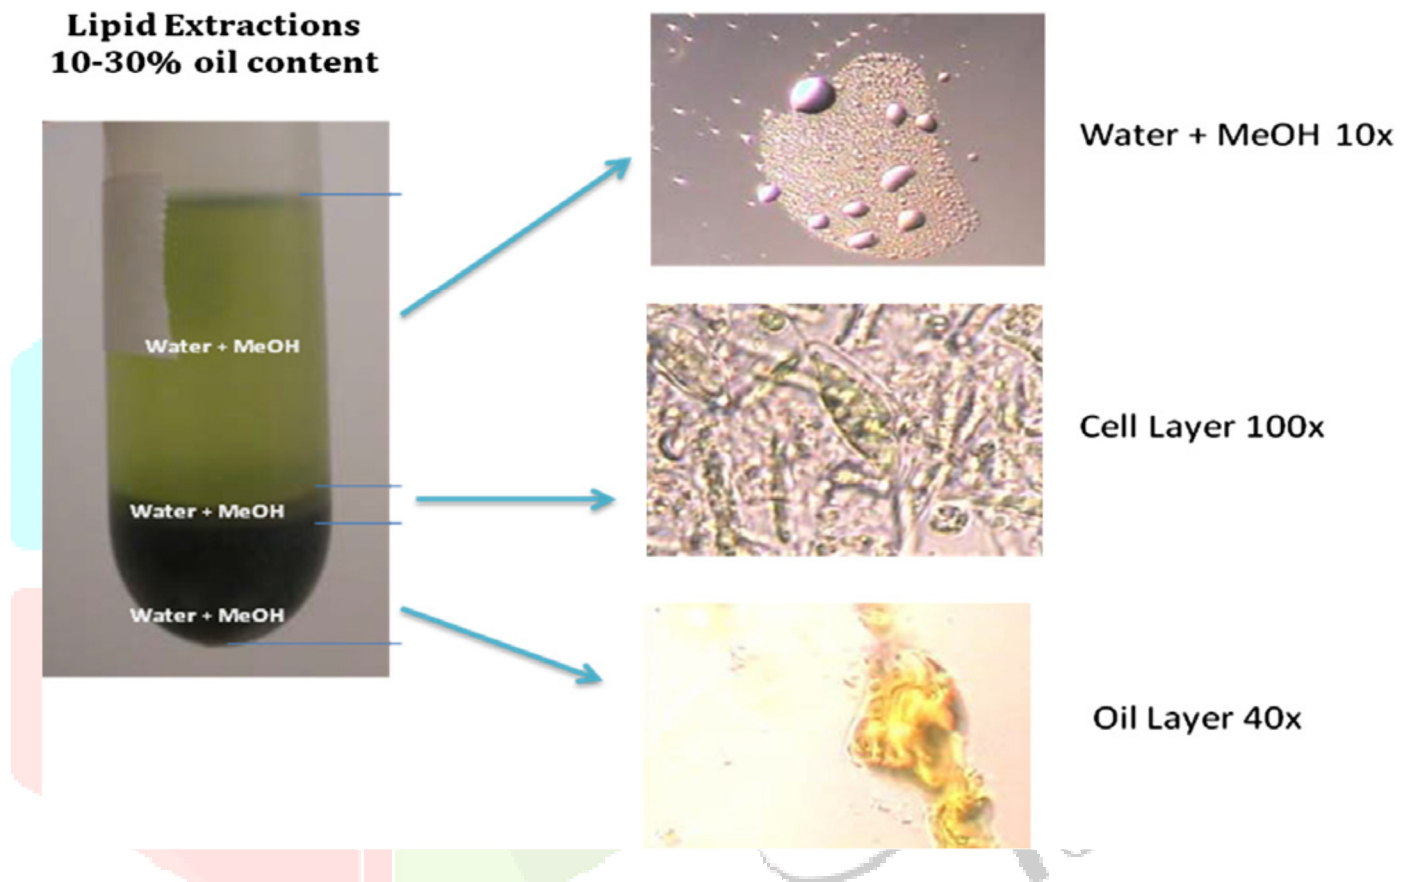 Lipid Extractions
10-30% oil content
Water + MeOH
Water + MeOH
Water + MeOH
Water + MeOH 10x
Cell Layer 100x
Oil Layer 40x